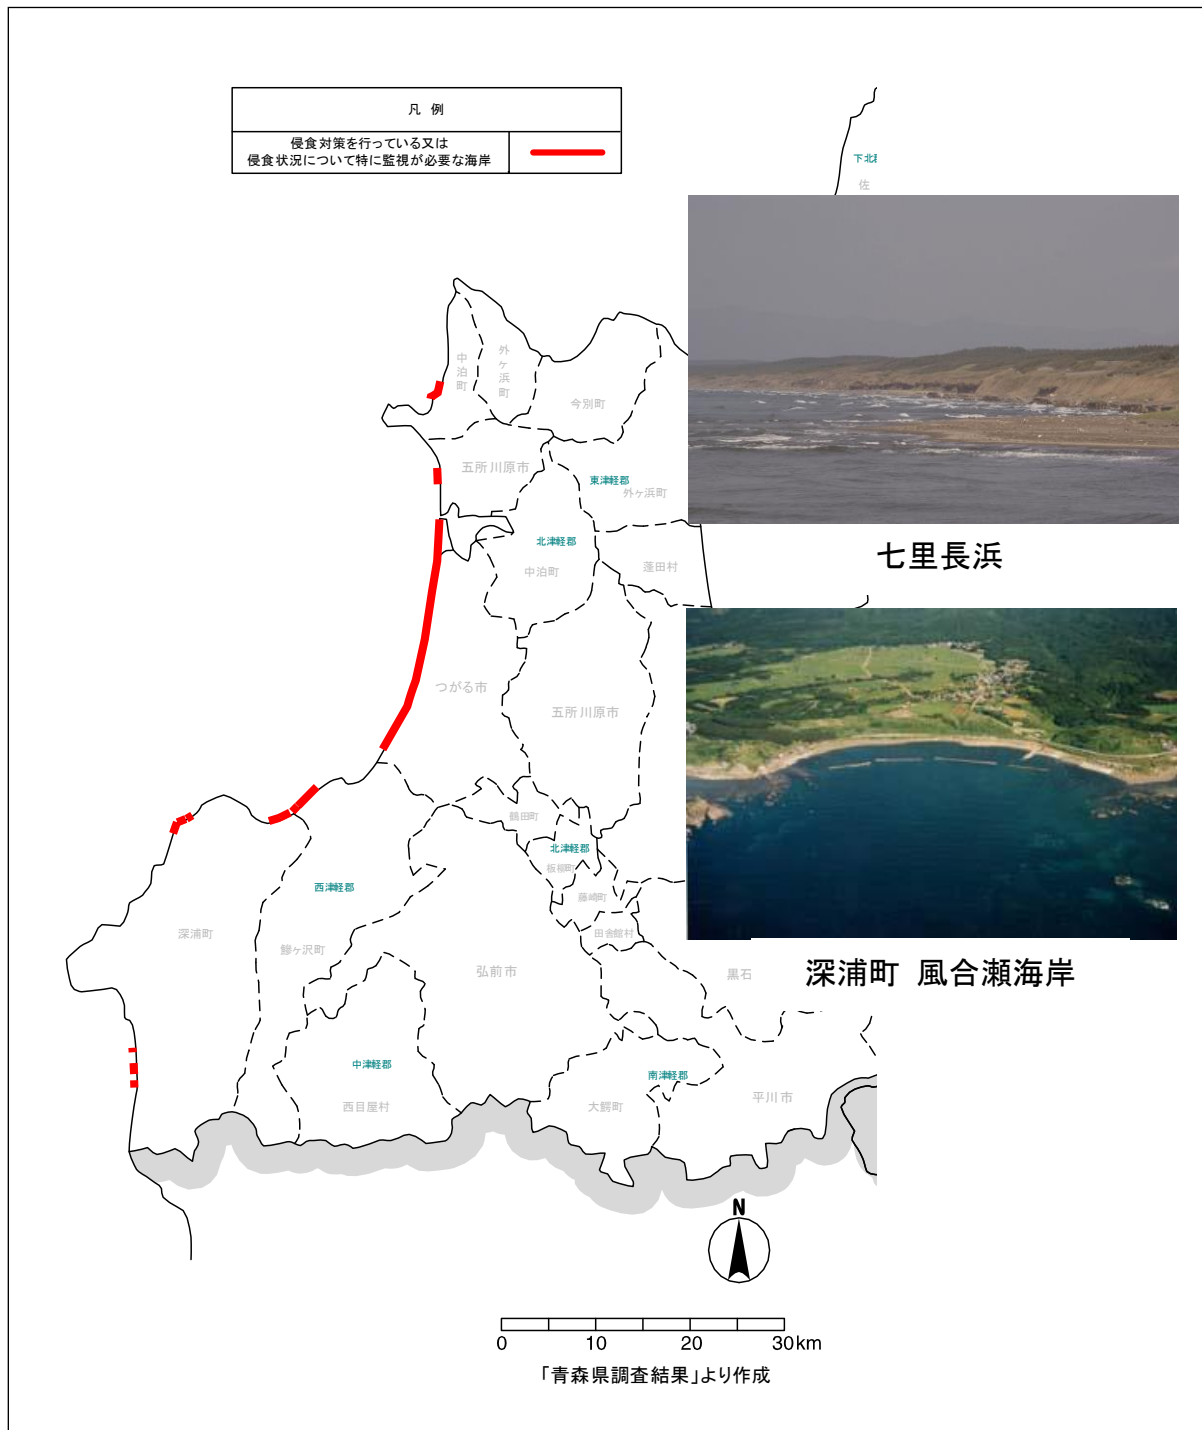 凡 例
侵食対策を行っている又は
侵食状況について特に監視が必要な海岸
下北
佐
中泊町
外ヶ浜町
今別町
五所川原市
東津軽郡
外ヶ浜町
北津軽郡
中泊町
蓬田村
七里長浜
つがる市
五所川原市
鶴田町
北津軽郡
板柳町
西津軽郡
藤崎町
田舎館村
深浦町
鰺ヶ沢町
弘前市
黒石
深浦町 風合瀬海岸
中津軽郡
南津軽郡
西目屋村
大鰐町
平川市
N
0 10 20 30km
「青森県調査結果」より作成